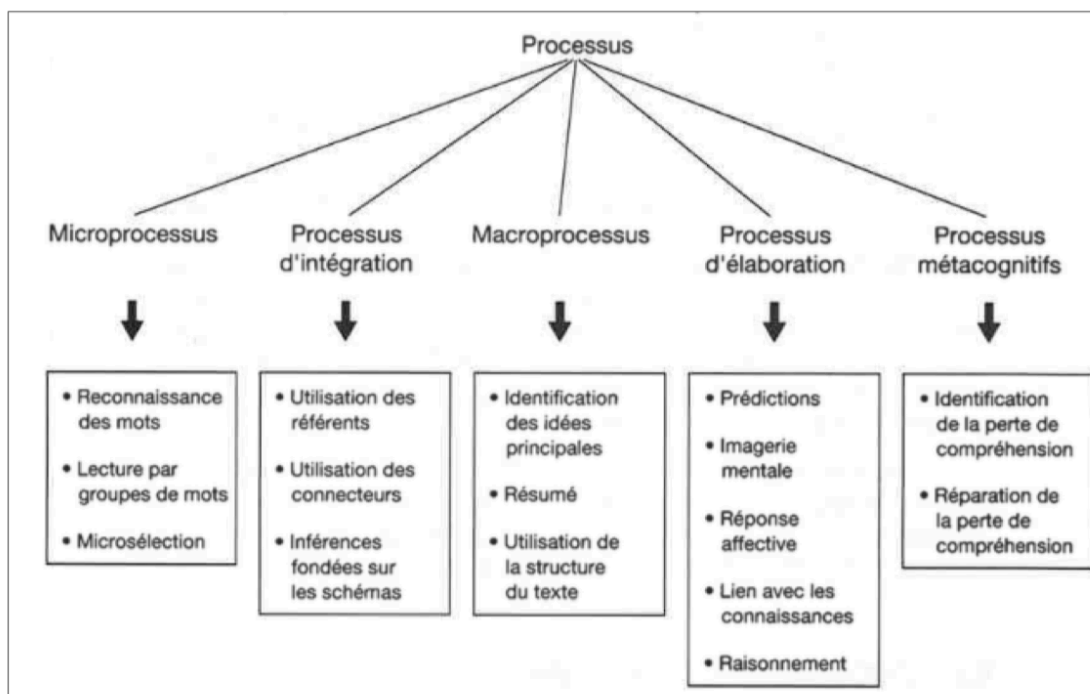 Processus
Microprocessus
Processus
d'intégration
Macroprocessus
Processus
d'élaboration
Processus
métacognitifs
• Reconnaissance
des mots
• Lecture par
groupes de mots
• Microsélection
• Utilisation des
référents
• Utilisation des
connecteurs
• Inférences
fondées sur
les schémas
• Identification
des idées
principales
• Résumé
• Utilisation de
la structure
du texte
• Prédictions
• Imagerie
mentale
• Réponse
affective
• Lien avec les
connaissances
• Raisonnement
• Identification
de la perte de
compréhension
• Réparation de
la perte de
compréhension